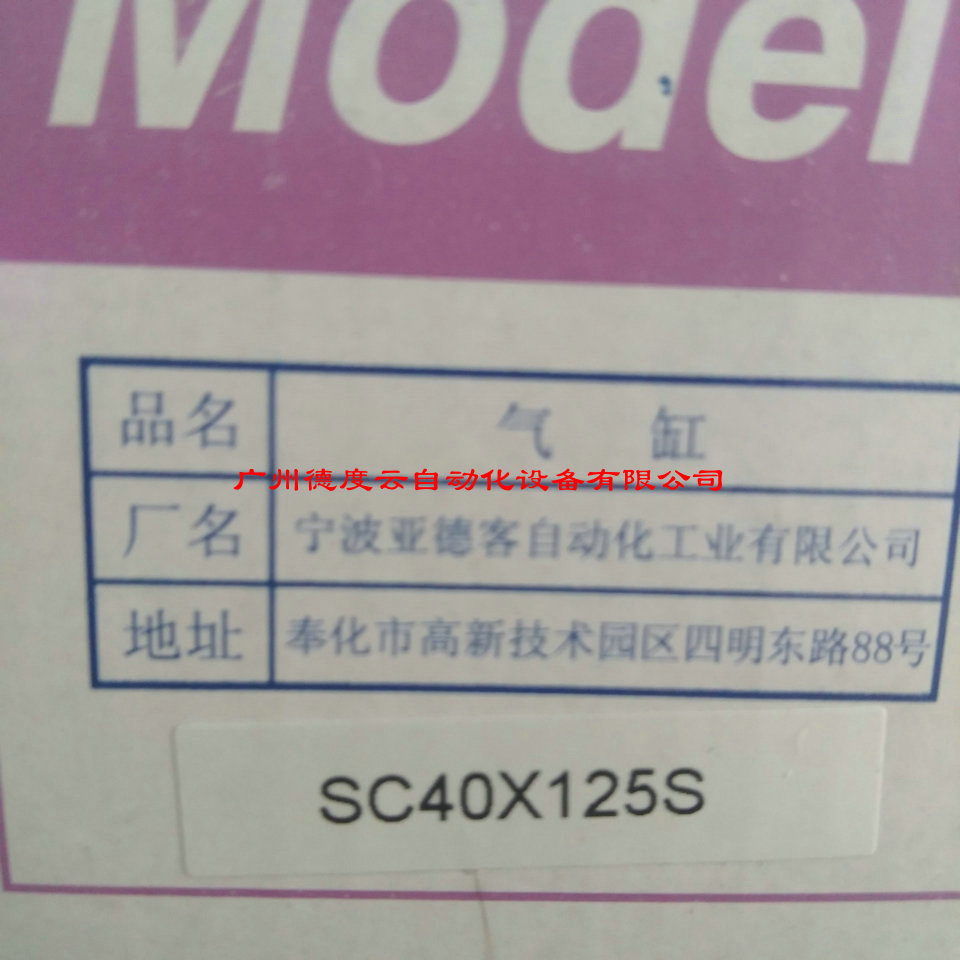 Model
品名 气缸
广州德度云自动化设备有限公司
厂名 宁波亚德客自动化工业有限公司
地址 奉化市高新技术园区四明东路88号
SC40X125S